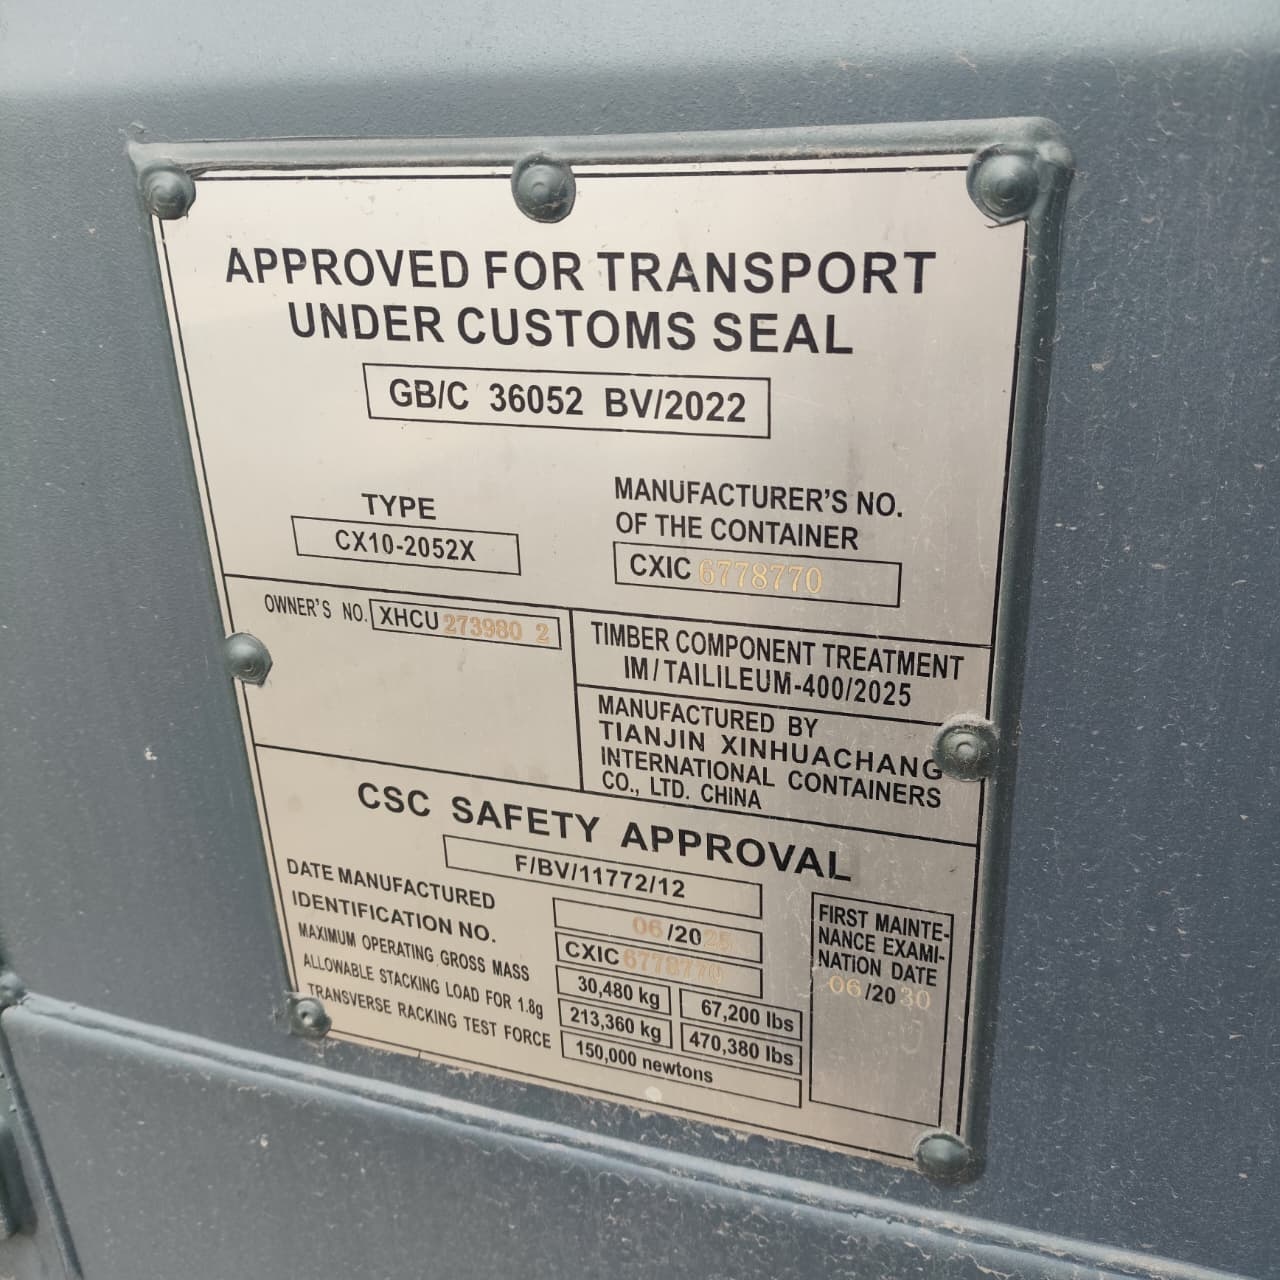 APPROVED FOR TRANSPORT
UNDER CUSTOMS SEAL
GB/C 36052 BV/2022
TYPE
CX10-2052X
MANUFACTURER'S NO.
OF THE CONTAINER
CXIC 6778770
OWNER'S NO. XHCU 273980 2
TIMBER COMPONENT TREATMENT
IM/TAILILEUM-400/2025
MANUFACTURED BY
TIANJIN XINHUACHANG
INTERNATIONAL CONTAINERS
CO., LTD. CHINA
CSC SAFETY APPROVAL
F/BV/11772/12
DATE MANUFACTURED 06/2025
IDENTIFICATION NO. CXIC 6778770
MAXIMUM OPERATING GROSS MASS 30,480 kg 67,200 lbs
ALLOWABLE STACKING LOAD FOR 1.8g 213,360 kg 470,380 lbs
TRANSVERSE RACKING TEST FORCE 150,000 newtons
FIRST MAINTE-
NANCE EXAMI-
NATION DATE
06/2030